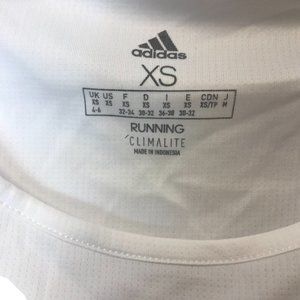 adidas
XS
UK US F D I E CDN J
XS XS XS XS XS XS XS/TP M
4-6 32-34 30-32 36-38 30-32
RUNNING
CLIMALITE
MADE IN INDONESIA